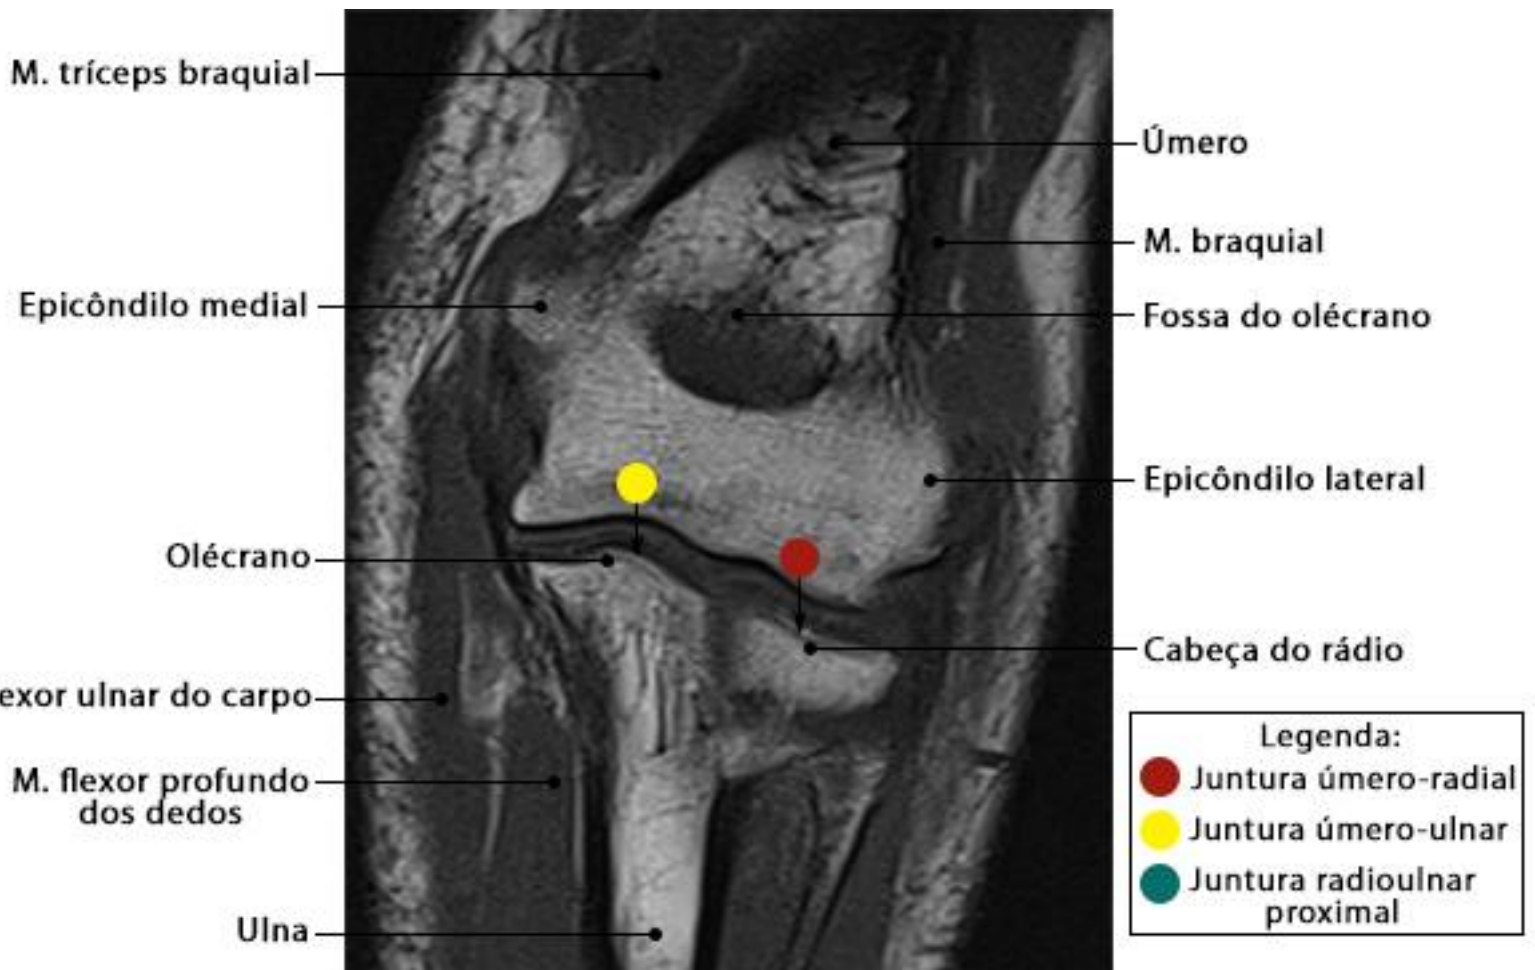 M. tríceps braquial
Epicôndilo medial
Olécrano
exor ulnar do carpo
M. flexor profundo
dos dedos
Ulna
Úmero
M. braquial
Fossa do olécrano
Epicôndilo lateral
Cabeça do rádio
Legenda:
Juntura úmero-radial
Juntura úmero-ulnar
Juntura radioulnar
proximal